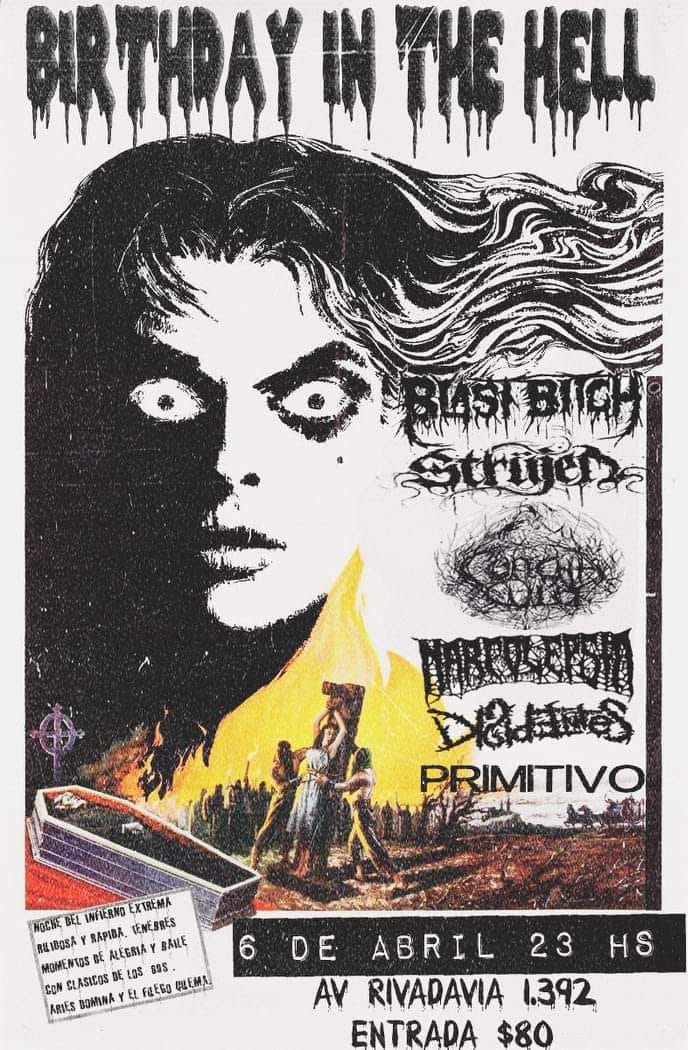 BIRTHDAY IN THE HELL
BLAST BITCH
Strüjen
NARCOLEPSIA
PRIMITIVO
NOCHE DEL INFIERNO EXTREMA
RUIDOSA Y RAPIDA, TENEBRES
MOMENTOS DE ALEGRIA Y BAILE
CON CLASICOS DE LOS 80S.
ARIES DOMINA Y EL FUEGO QUEMA.
6 DE ABRIL 23 HS
AV RIVADAVIA 1.392
ENTRADA $80